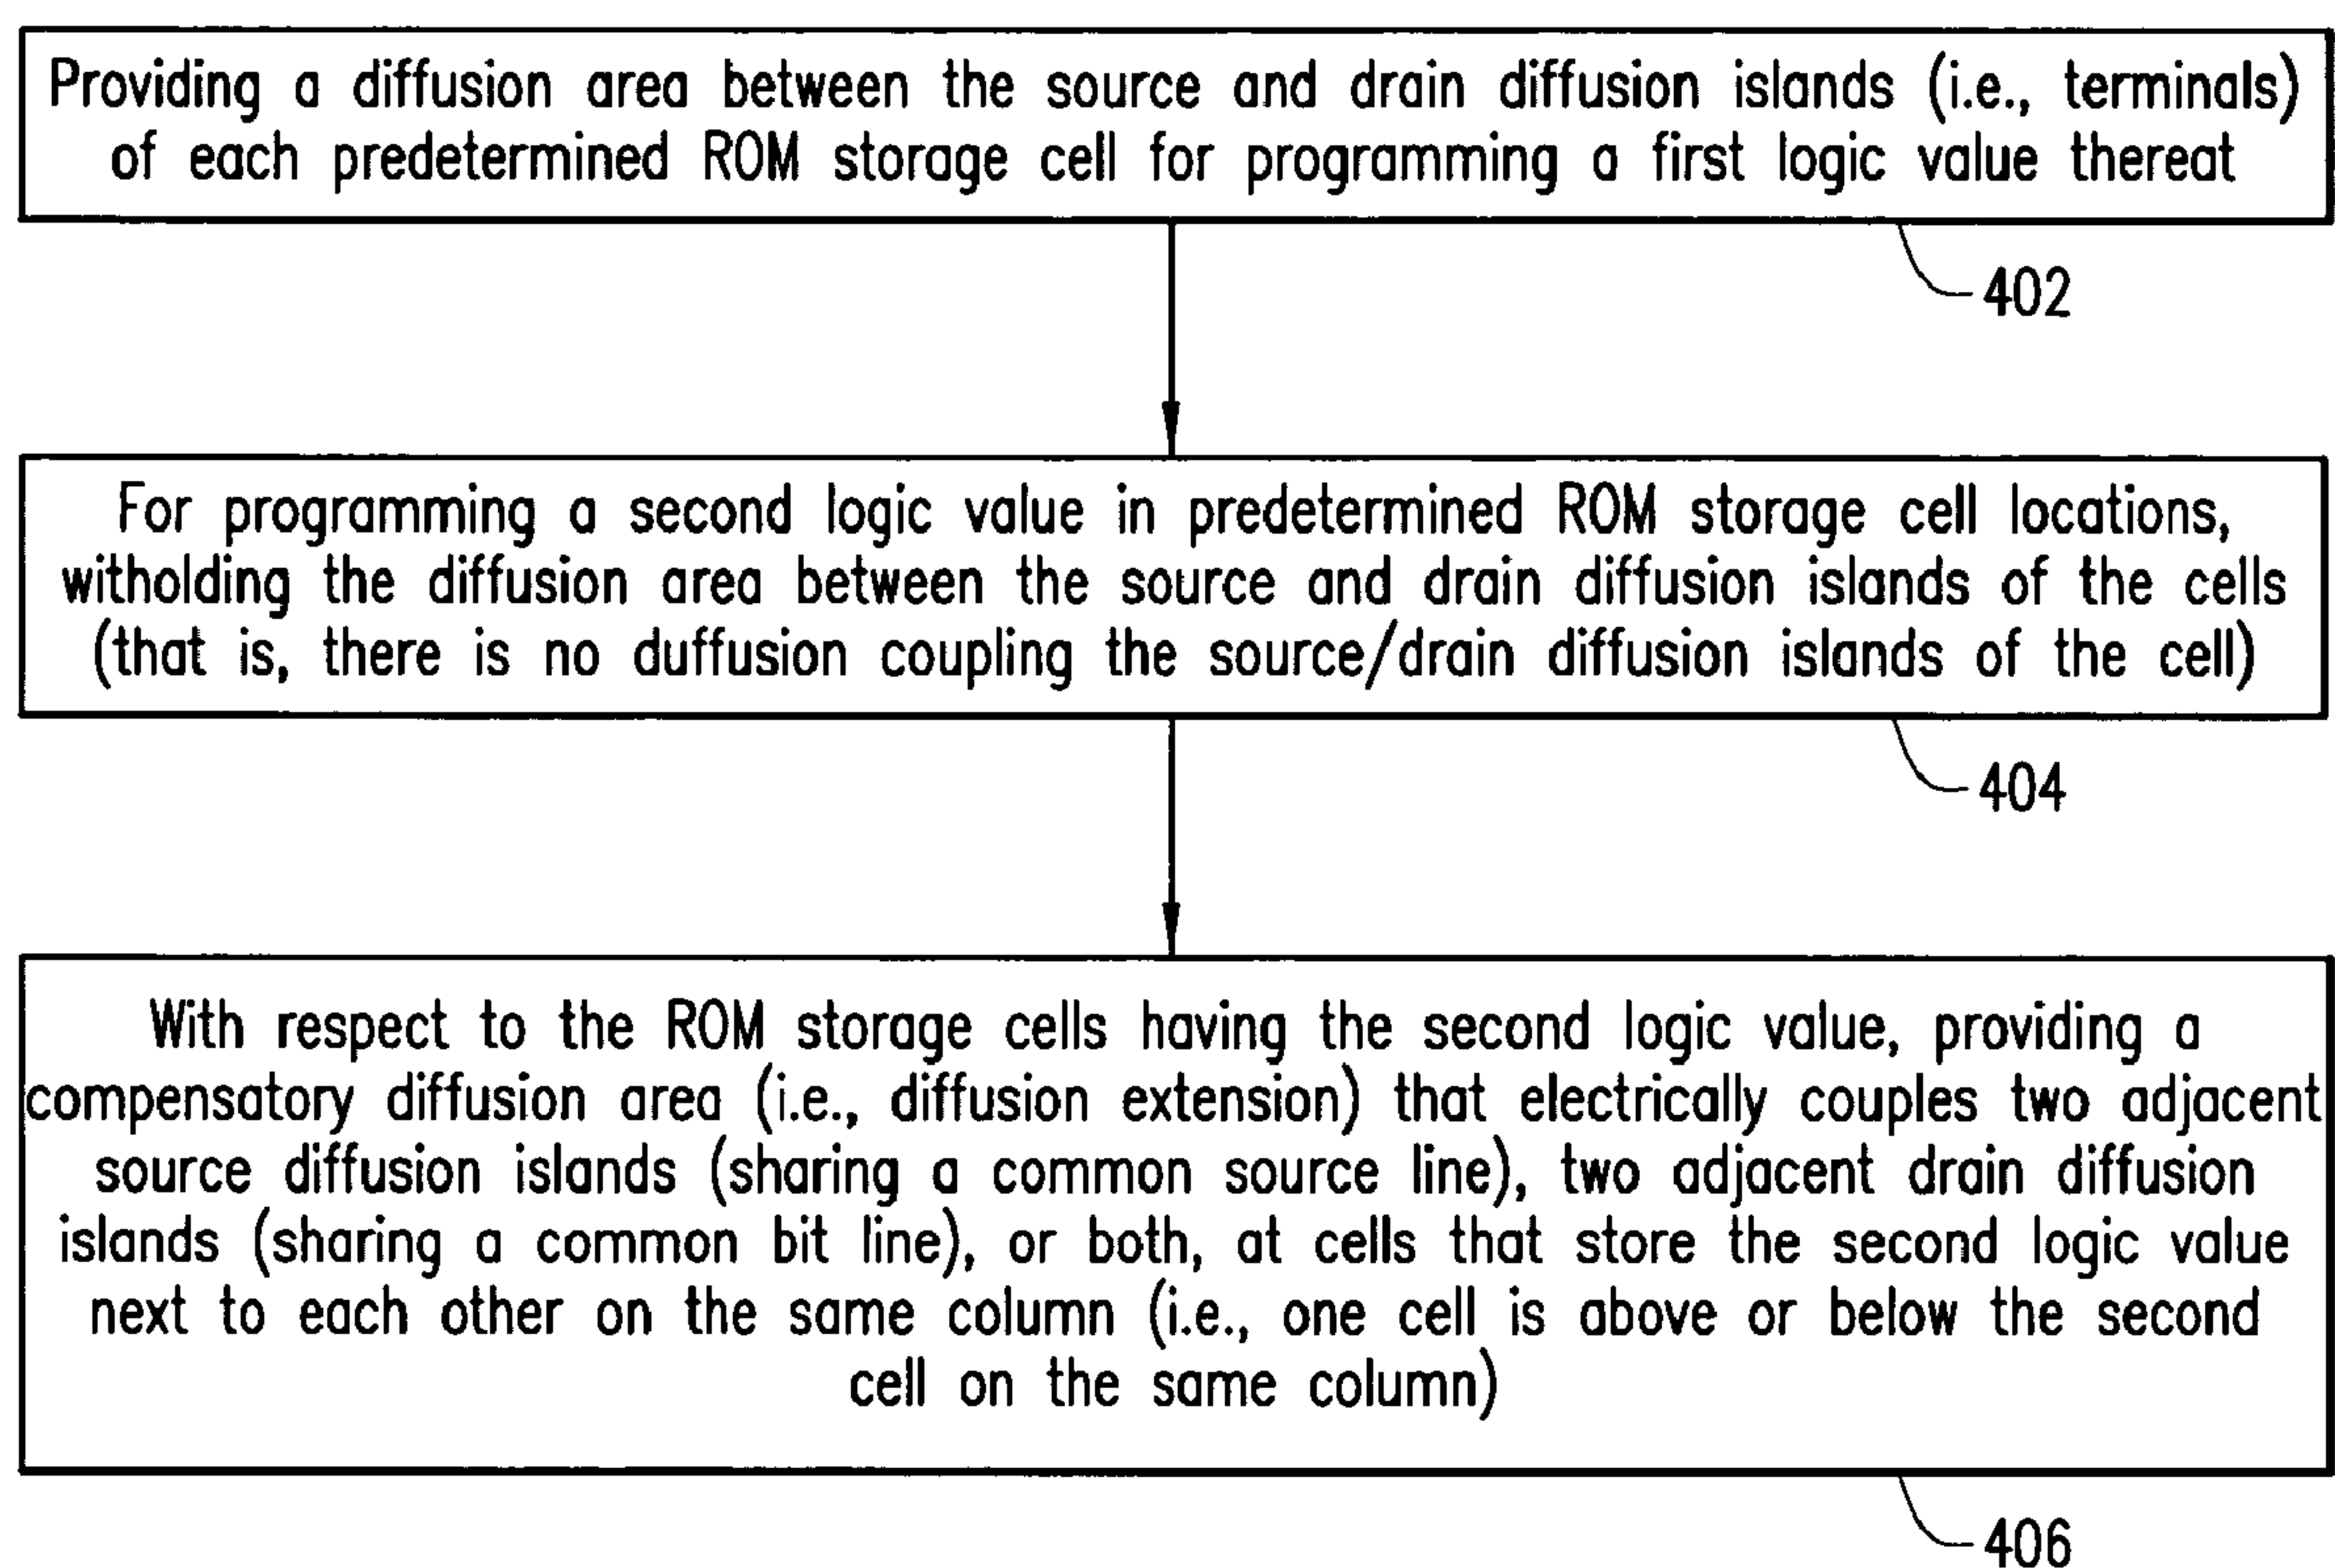 Providing a diffusion area between the source and drain diffusion islands (i.e., terminals)
of each predetermined ROM storage cell for programming a first logic value thereat
402
For programming a second logic value in predetermined ROM storage cell locations,
witholding the diffusion area between the source and drain diffusion islands of the cells
(that is, there is no duffusion coupling the source/drain diffusion islands of the cell)
404
With respect to the ROM storage cells having the second logic value, providing a
compensatory diffusion area (i.e., diffusion extension) that electrically couples two adjacent
source diffusion islands (sharing a common source line), two adjacent drain diffusion
islands (sharing a common bit line), or both, at cells that store the second logic value
next to each other on the same column (i.e., one cell is above or below the second
cell on the same column)
406